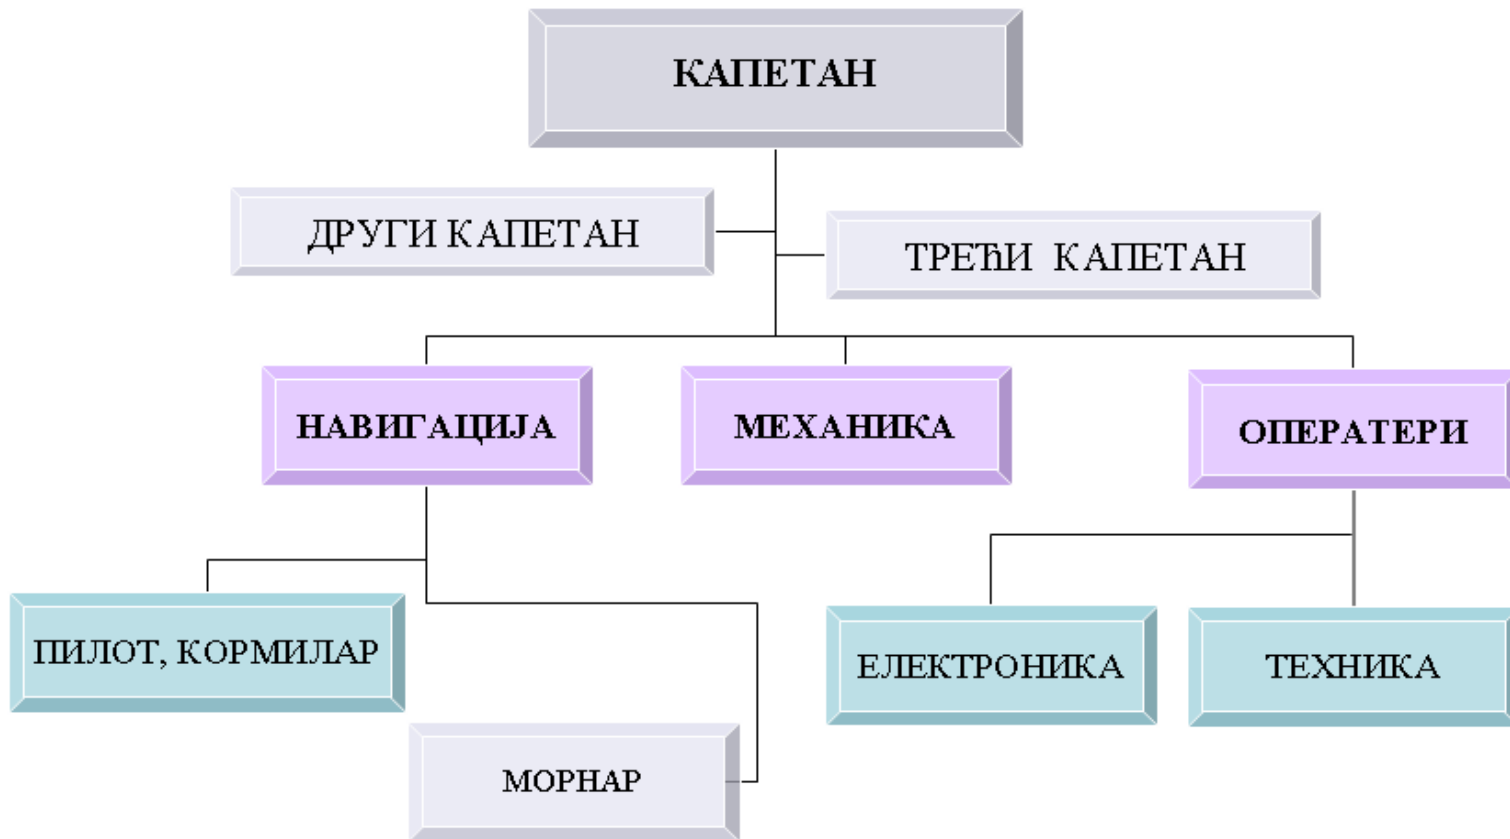 КАПЕТАН
ДРУГИ КАПЕТАН
ТРЕЋИ КАПЕТАН
НАВИГАЦИЈА
МЕХАНИКА
ОПЕРАТЕРИ
ПИЛОТ, КОРМИЛАР
ЕЛЕКТРОНИКА
ТЕХНИКА
МОРНАР